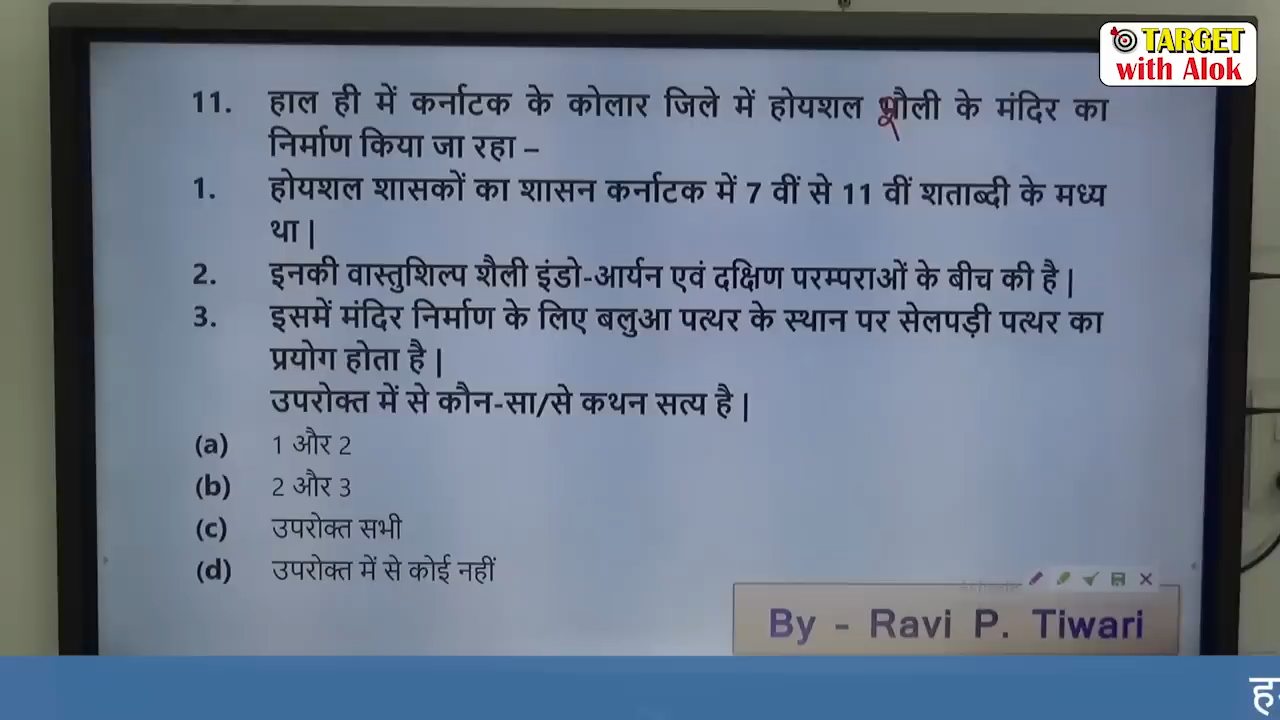 TARGET
with Alok
11. हाल ही में कर्नाटक के कोलार जिले में होयशल के मंदिर का
निर्माण किया जा रहा –
1. होयशल शासकों का शासन कर्नाटक में 7 वीं से 11 वीं शताब्दी के मध्य
था |
2. इनकी वास्तुशिल्प शैली इंडो-आर्यन एवं दक्षिण परम्पराओं के बीच की है |
3. इसमें मंदिर निर्माण के लिए बलुआ पत्थर के स्थान पर सेलपड़ी पत्थर का
प्रयोग होता है |
उपरोक्त में से कौन-सा/से कथन सत्य है |
(a) 1 और 2
(b) 2 और 3
(c) उपरोक्त सभी
(d) उपरोक्त में से कोई नहीं
By - Ravi P. Tiwari